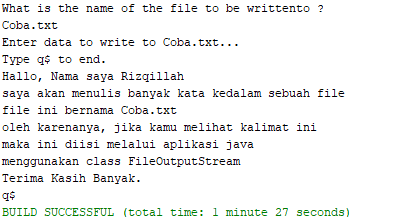 What is the name of the file to be writtento ?
Coba.txt
Enter data to write to Coba.txt...
Type q$ to end.
Hallo, Nama saya Rizqillah
saya akan menulis banyak kata kedalam sebuah file
file ini bernama Coba.txt
oleh karenanya, jika kamu melihat kalimat ini
maka ini diisi melalui aplikasi java
menggunakan class FileOutputStream
Terima Kasih Banyak.
q$
BUILD SUCCESSFUL (total time: 1 minute 27 seconds)